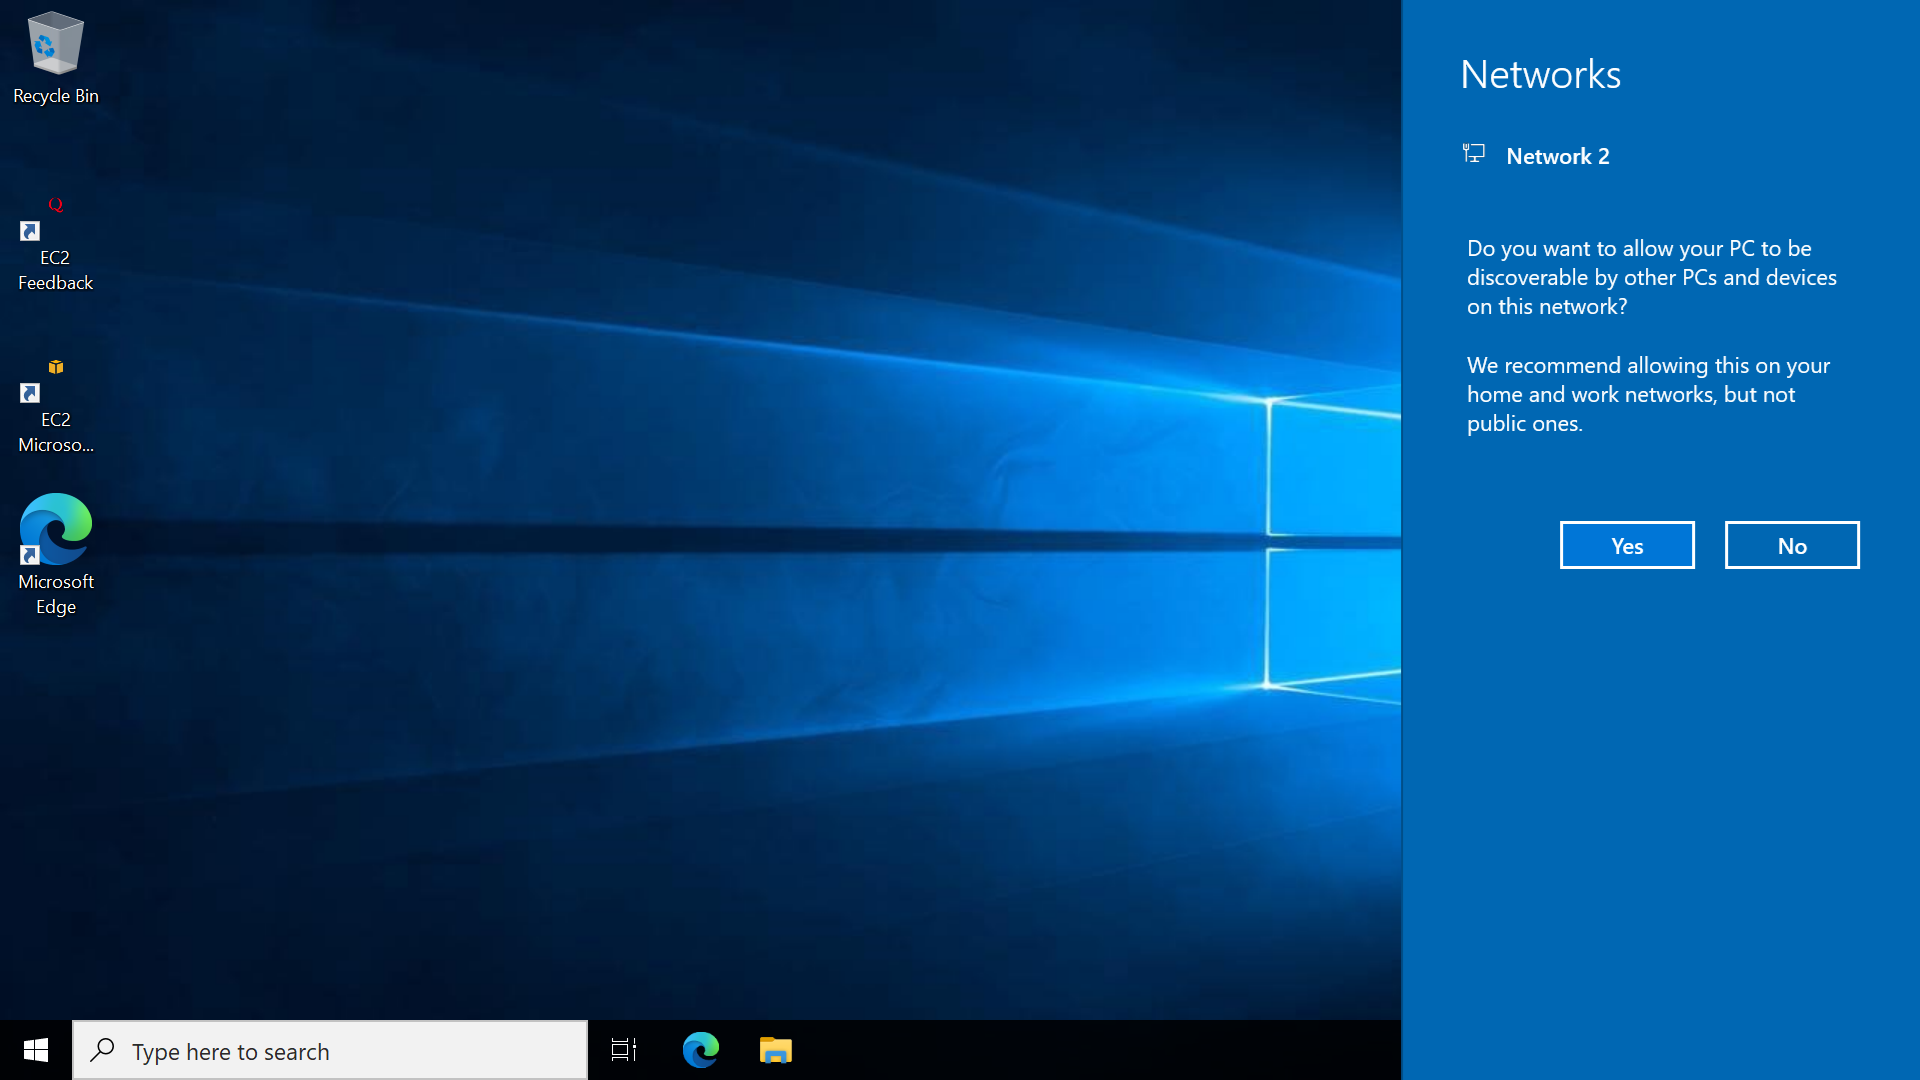 Recycle Bin
EC2
Feedback
EC2
Microso...
Microsoft
Edge
Type here to search
Networks
Network 2
Do you want to allow your PC to be
discoverable by other PCs and devices
on this network?
We recommend allowing this on your
home and work networks, but not
public ones.
Yes
No